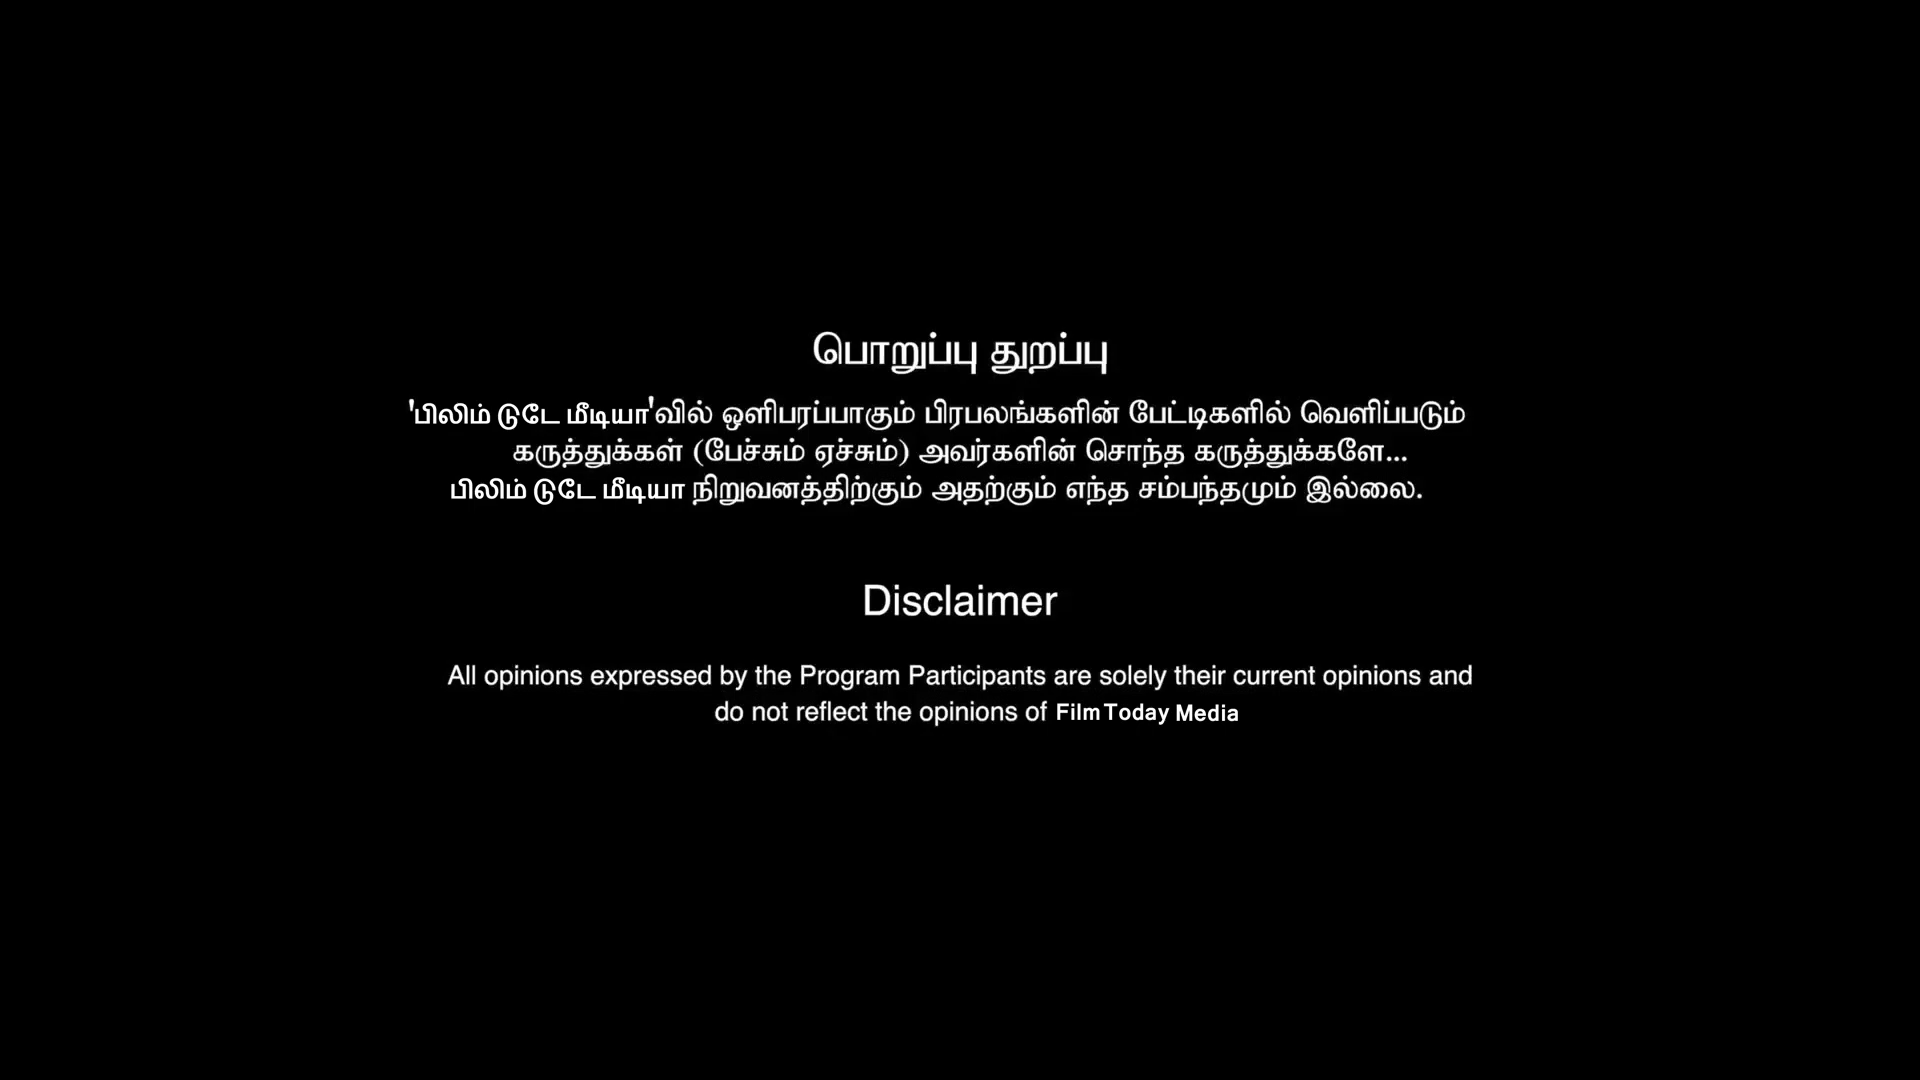 பொறுப்பு துறப்பு
'பிலிம் டுடே மீடியா'வில் ஒளிபரப்பாகும் பிரபலங்களின் பேட்டிகளில் வெளிப்படும்
கருத்துக்கள் (பேச்சும் ஏச்சும்) அவர்களின் சொந்த கருத்துக்களே...
பிலிம் டுடே மீடியா நிறுவனத்திற்கும் அதற்கும் எந்த சம்பந்தமும் இல்லை.
Disclaimer
All opinions expressed by the Program Participants are solely their current opinions and
do not reflect the opinions of Film Today Media